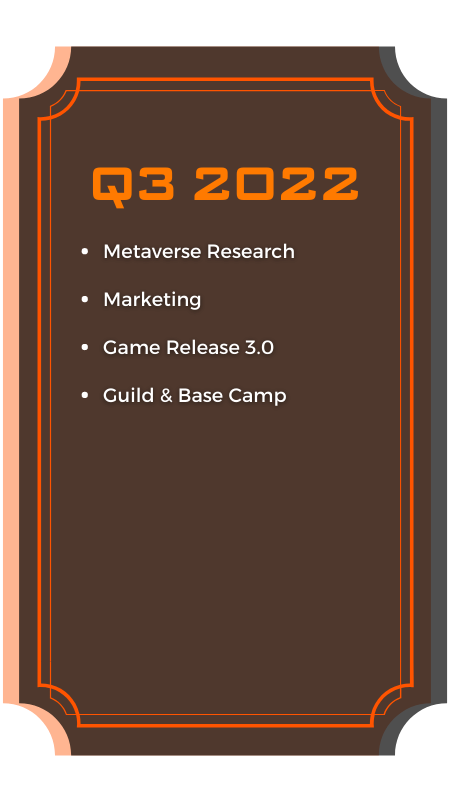 Q3 2022
• Metaverse Research
• Marketing
• Game Release 3.0
• Guild & Base Camp